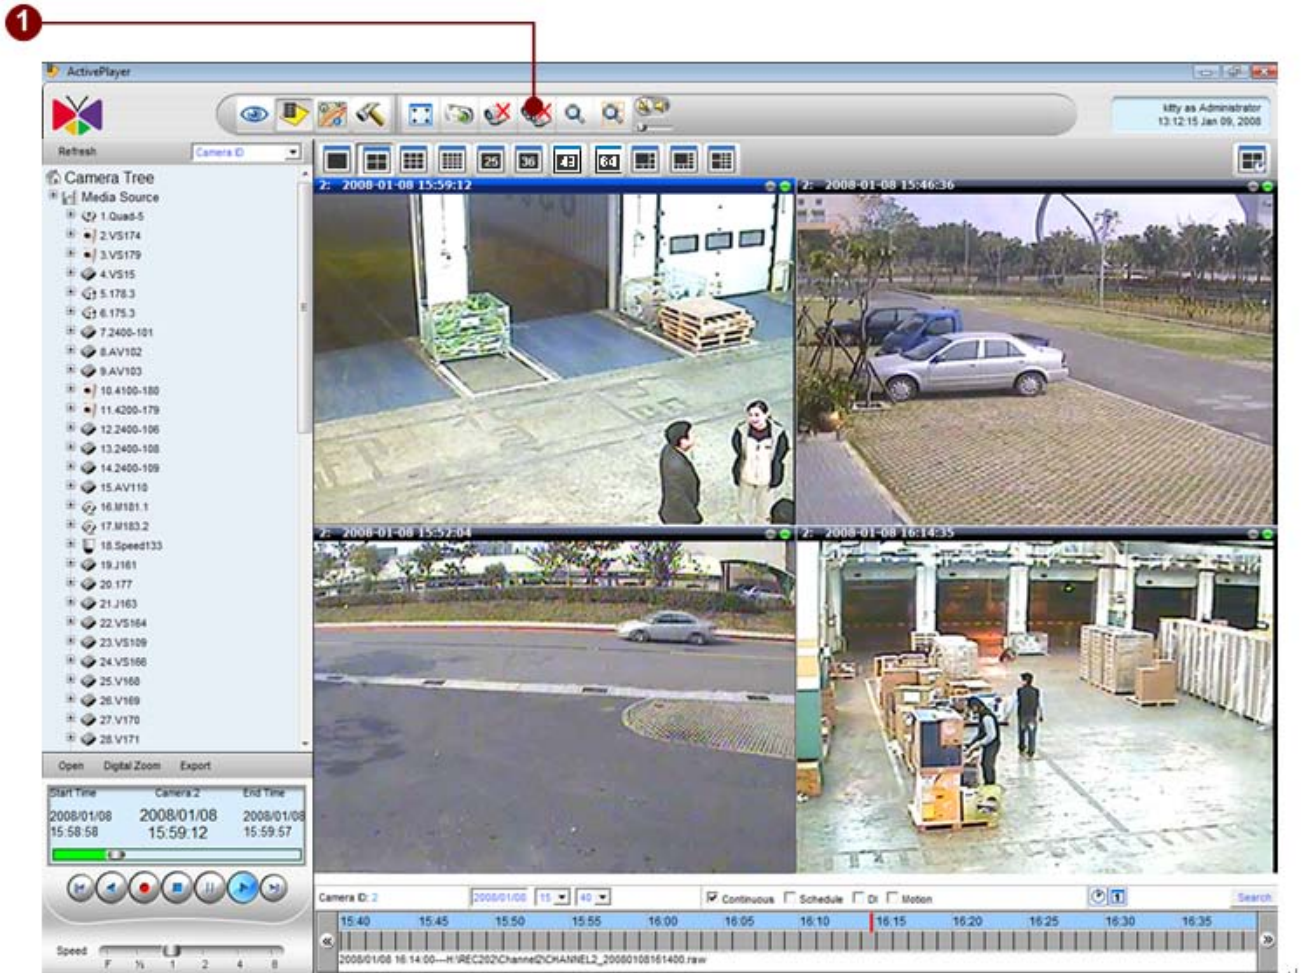 1
ActivePlayer
kitty as Administrator
13:12:15 Jan 09, 2008
Refresh
Camera ID
25
36
43
64
Camera Tree
Media Source
1.Quad-5
2.VS174
3.VS179
4.VS15
5.178.3
6.175.3
7.2400-101
8.AV102
9.AV103
10.4100-180
11.4200-179
12.2400-106
13.2400-108
14.2400-109
15.AV110
16.M181.1
17.M183.2
18.Speed133
19.J161
20.177
21.J163
22.VS164
23.VS109
24.VS166
25.V168
26.V169
27.V170
28.V171
2: 2008-01-08 15:59:12
2: 2008-01-08 15:46:36
2: 2008-01-08 15:52:04
2: 2008-01-08 16:14:35
Open Digital Zoom Export
Start Time Camera 2 End Time
2008/01/08 2008/01/08 2008/01/08
15:58:58 15:59:12 15:59:57
Speed
F ½ 1 2 4 8
Camera ID: 2 2008/01/08 15 40 Continuous Schedule DI Motion 1 Search
15:40 15:45 15:50 15:55 16:00 16:05 16:10 16:15 16:20 16:25 16:30 16:35
2008/01/08 16:14:00---H:\REC202\Channel2\CHANNEL2_20080108161400.raw